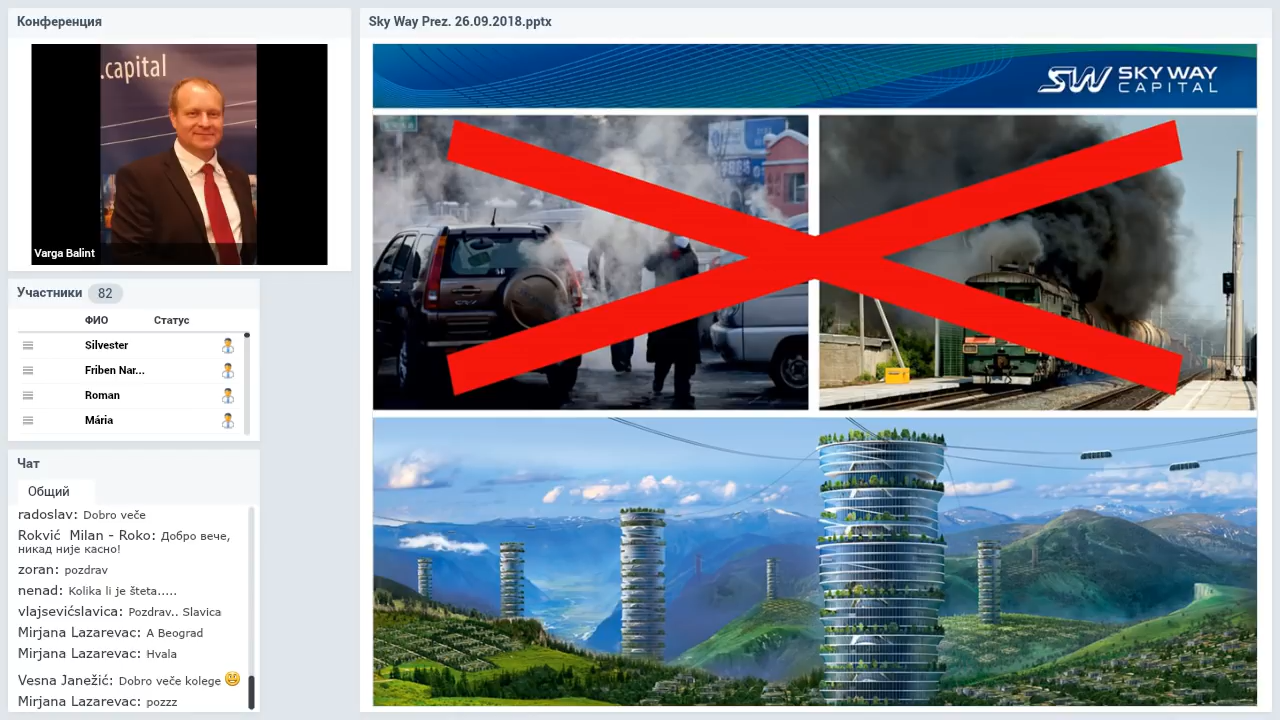 Конференция
.capital
Varga Balint
Участники 82
ФИО Статус
Silvester
Friben Nar...
Roman
Mária
Чат
Общий
radoslav: Dobro veče
Rokvić Milan - Roko: Добро вече,
никад није касно!
zoran: pozdrav
nenad: Kolika li je šteta.....
vlajsevićslavica: Pozdrav.. Slavica
Mirjana Lazarevac: A Beograd
Mirjana Lazarevac: Hvala
Vesna Janežić: Dobro veče kolege
Mirjana Lazarevac: pozzz
Sky Way Prez. 26.09.2018.pptx
SW SKY WAY
CAPITAL